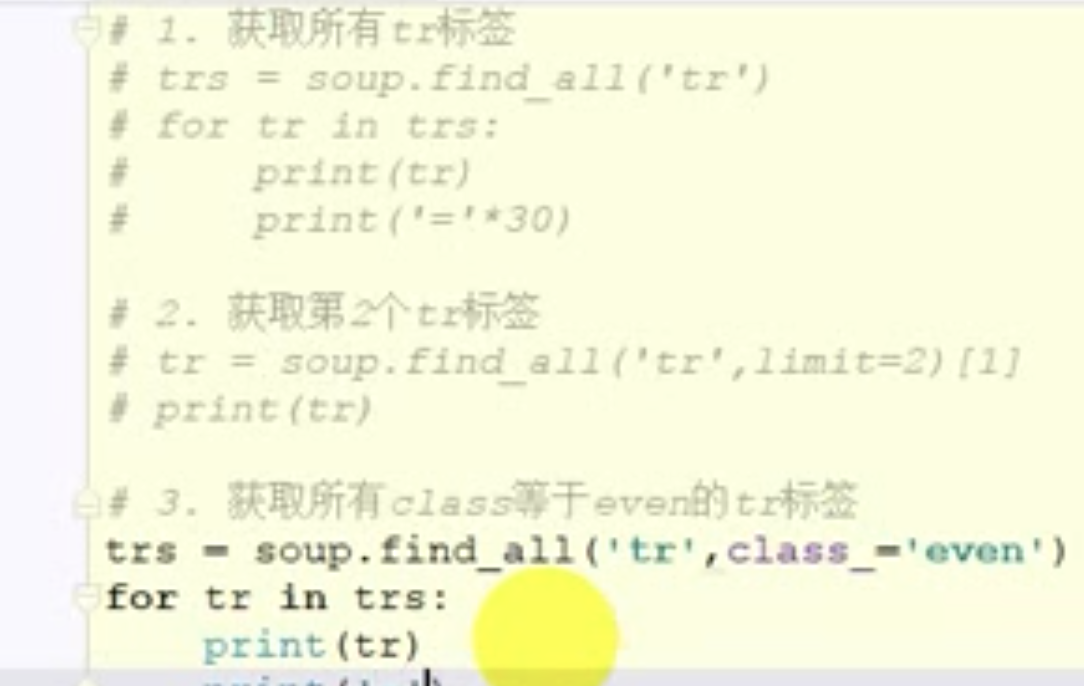 # 1. 获取所有tr标签
# trs = soup.find_all('tr')
# for tr in trs:
#     print(tr)
#     print('='*30)
# 2. 获取第2个tr标签
# tr = soup.find_all('tr',limit=2)[1]
# print(tr)
# 3. 获取所有class等于even的tr标签
trs = soup.find_all('tr',class_='even')
for tr in trs:
    print(tr)